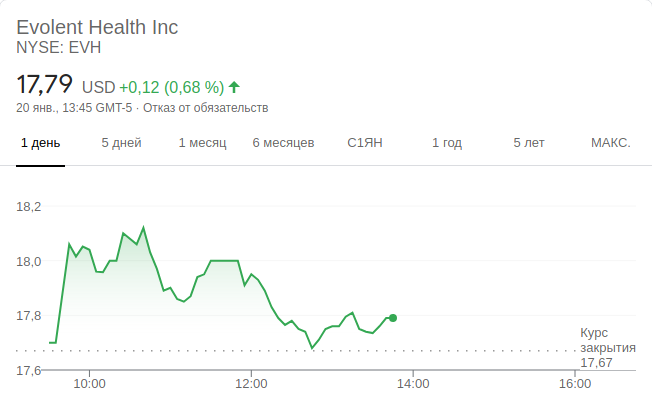 Evolent Health Inc
NYSE: EVH
17,79 USD +0,12 (0,68 %)
20 янв., 13:45 GMT-5 · Отказ от обязательств
1 день 5 дней 1 месяц 6 месяцев С1ЯН 1 год 5 лет МАКС.
18,2
18,0
17,8
Курс
закрытия
17,67
17,6
10:00 12:00 14:00 16:00